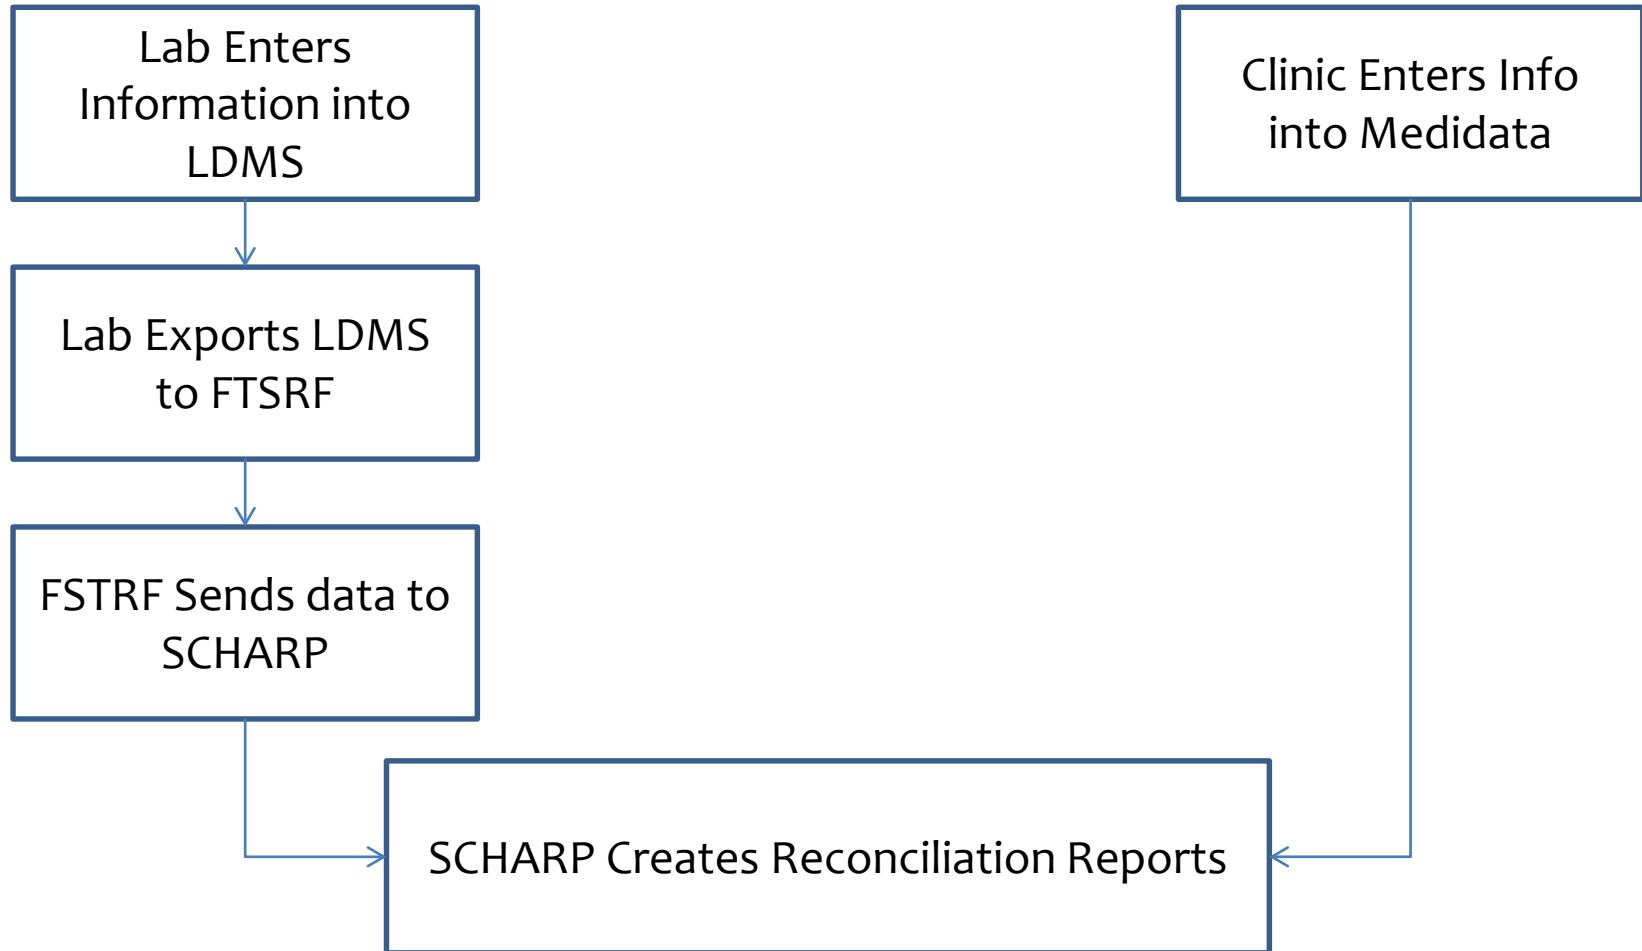 Lab Enters
Information into
LDMS
Clinic Enters Info
into Medidata
Lab Exports LDMS
to FTSRF
FSTRF Sends data to
SCHARP
SCHARP Creates Reconciliation Reports